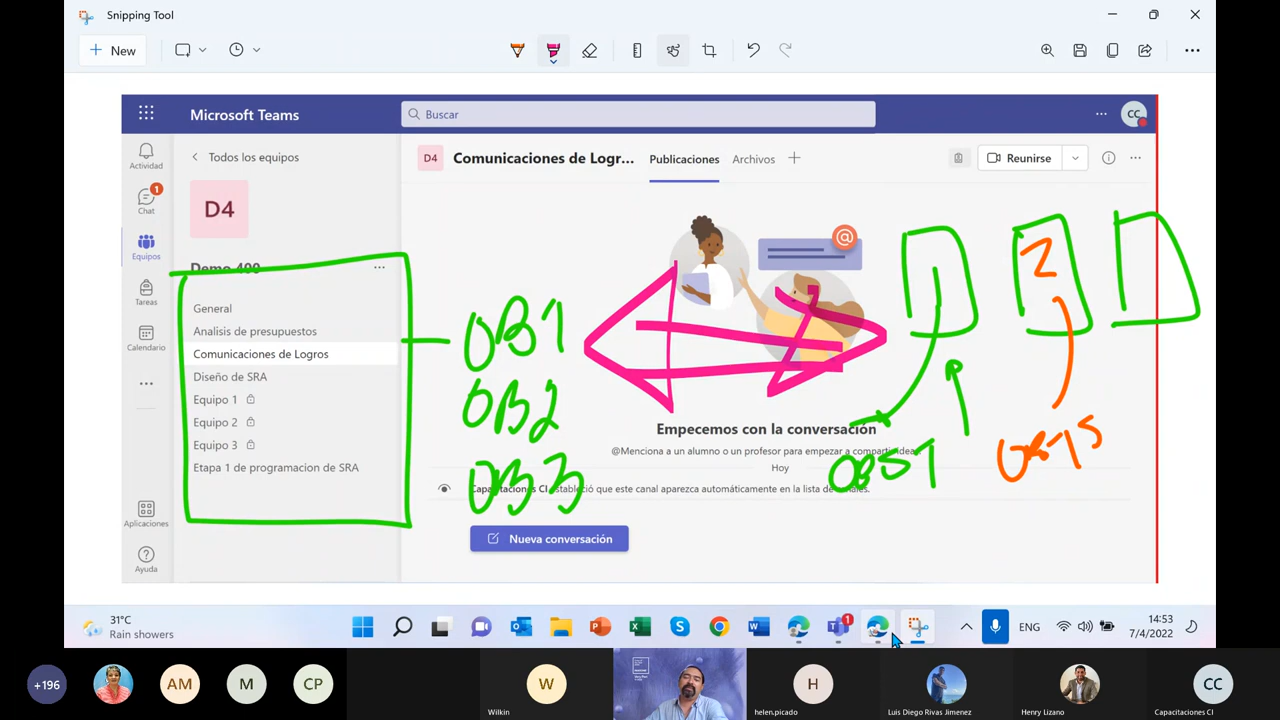 Snipping Tool
New
Microsoft Teams
Buscar
CC
Actividad
Todos los equipos
D4
Comunicaciones de Logr...
Publicaciones
Archivos
Reunirse
1
Chat
D4
@
Equipos
Demo 400
2
Tareas
General
Analisis de presupuestos
Comunicaciones de Logros
Diseño de SRA
Equipo 1
Equipo 2
Equipo 3
Etapa 1 de programacion de SRA
Calendario
Aplicaciones
Ayuda
OB1
OB2
OB3
Empecemos con la conversación
@Menciona a un alumno o un profesor para empezar a compartir ideas.
Hoy
Capacitaciones CI estableció que este canal aparezca automáticamente en la lista de canales.
OBS1
Nueva conversación
31°C
Rain showers
1
ENG
14:53
7/4/2022
+196
AM
M
CP
W
Wilkin
H
helen.picado
Luis Diego Rivas Jimenez
Henry Lizano
CC
Capacitaciones CI